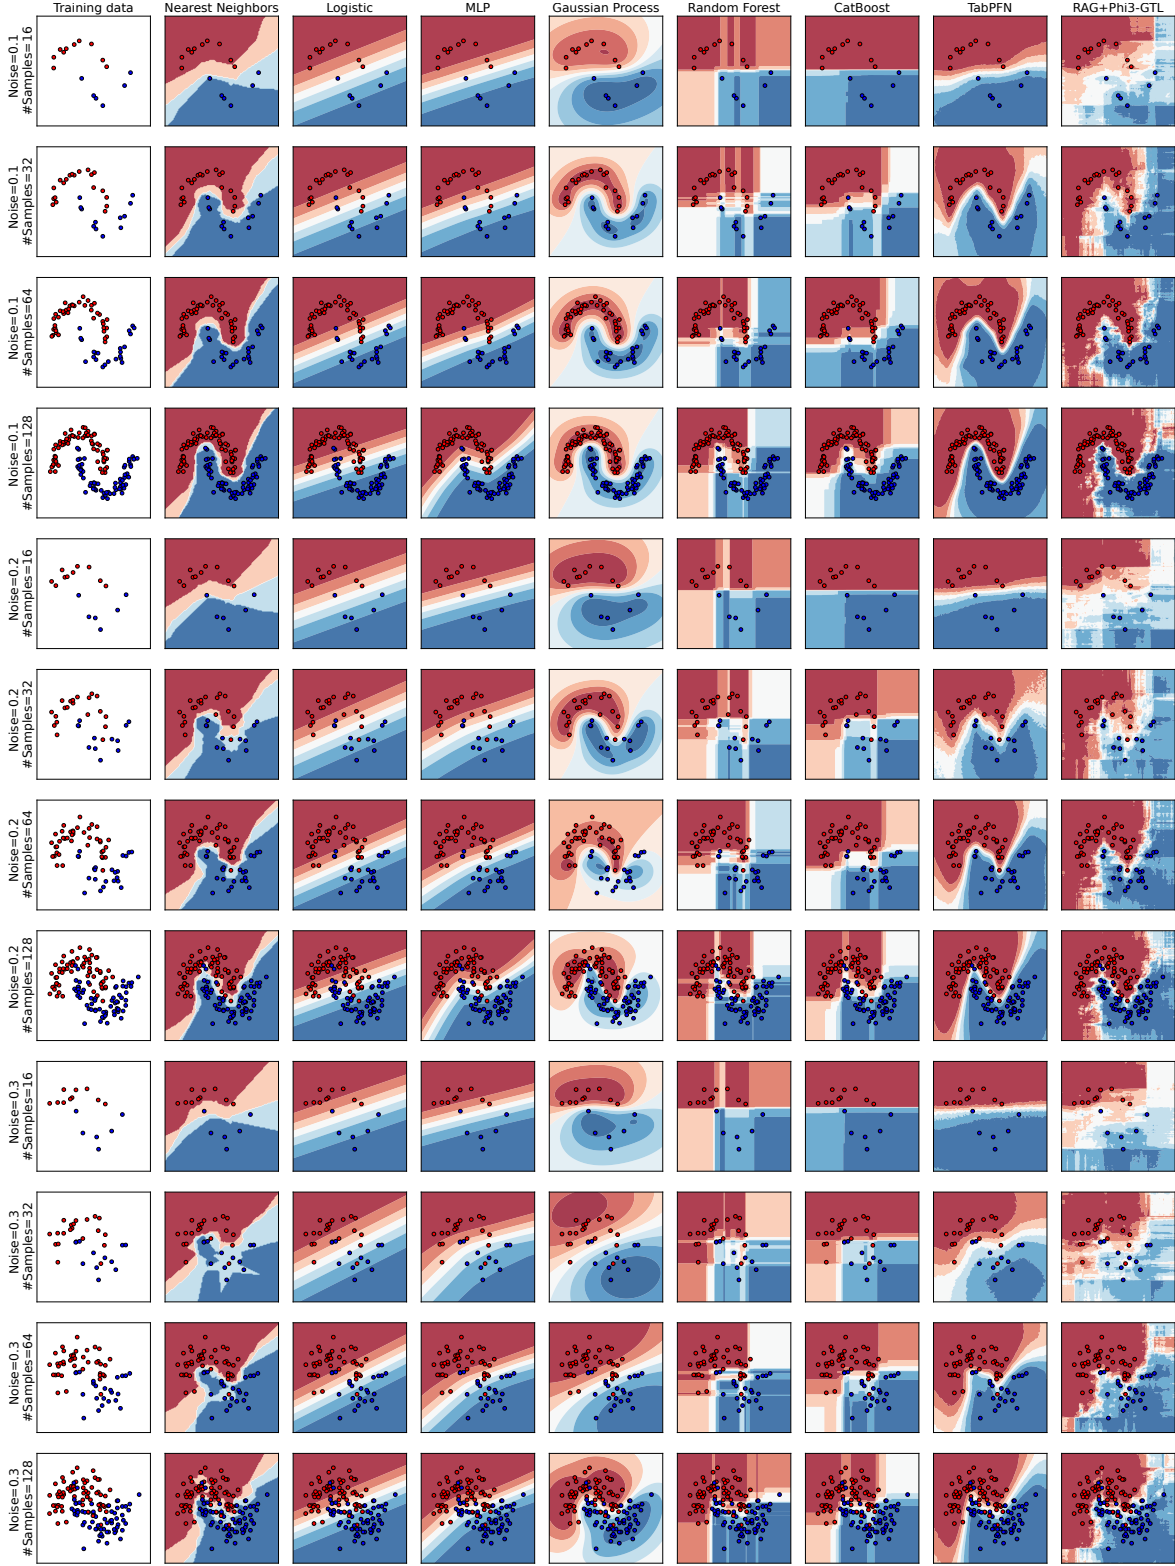 Training data Nearest Neighbors Logistic MLP Gaussian Process Random Forest CatBoost TabPFN RAG+Phi3-GTL
Noise=0.1
#Samples=16
Noise=0.1
#Samples=32
Noise=0.1
#Samples=64
Noise=0.1
#Samples=128
Noise=0.2
#Samples=16
Noise=0.2
#Samples=32
Noise=0.2
#Samples=64
Noise=0.2
#Samples=128
Noise=0.3
#Samples=16
Noise=0.3
#Samples=32
Noise=0.3
#Samples=64
Noise=0.3
#Samples=128